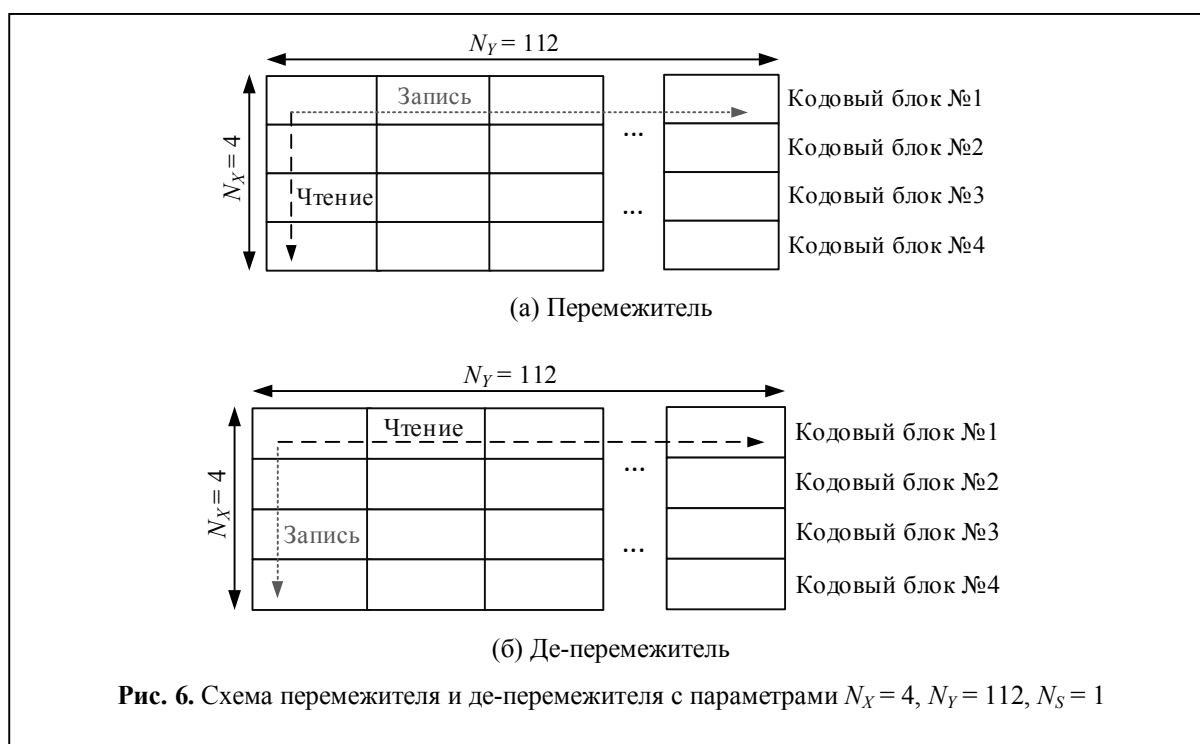 N_Y = 112
Запись
Кодовый блок №1
...
Кодовый блок №2
N_X = 4
Чтение
Кодовый блок №3
...
Кодовый блок №4
(а) Перемежитель
N_Y = 112
Чтение
Кодовый блок №1
...
Кодовый блок №2
N_X = 4
Запись
Кодовый блок №3
...
Кодовый блок №4
(б) Де-перемежитель
Рис. 6. Схема перемежителя и де-перемежителя с параметрами N_X = 4, N_Y = 112, N_S = 1